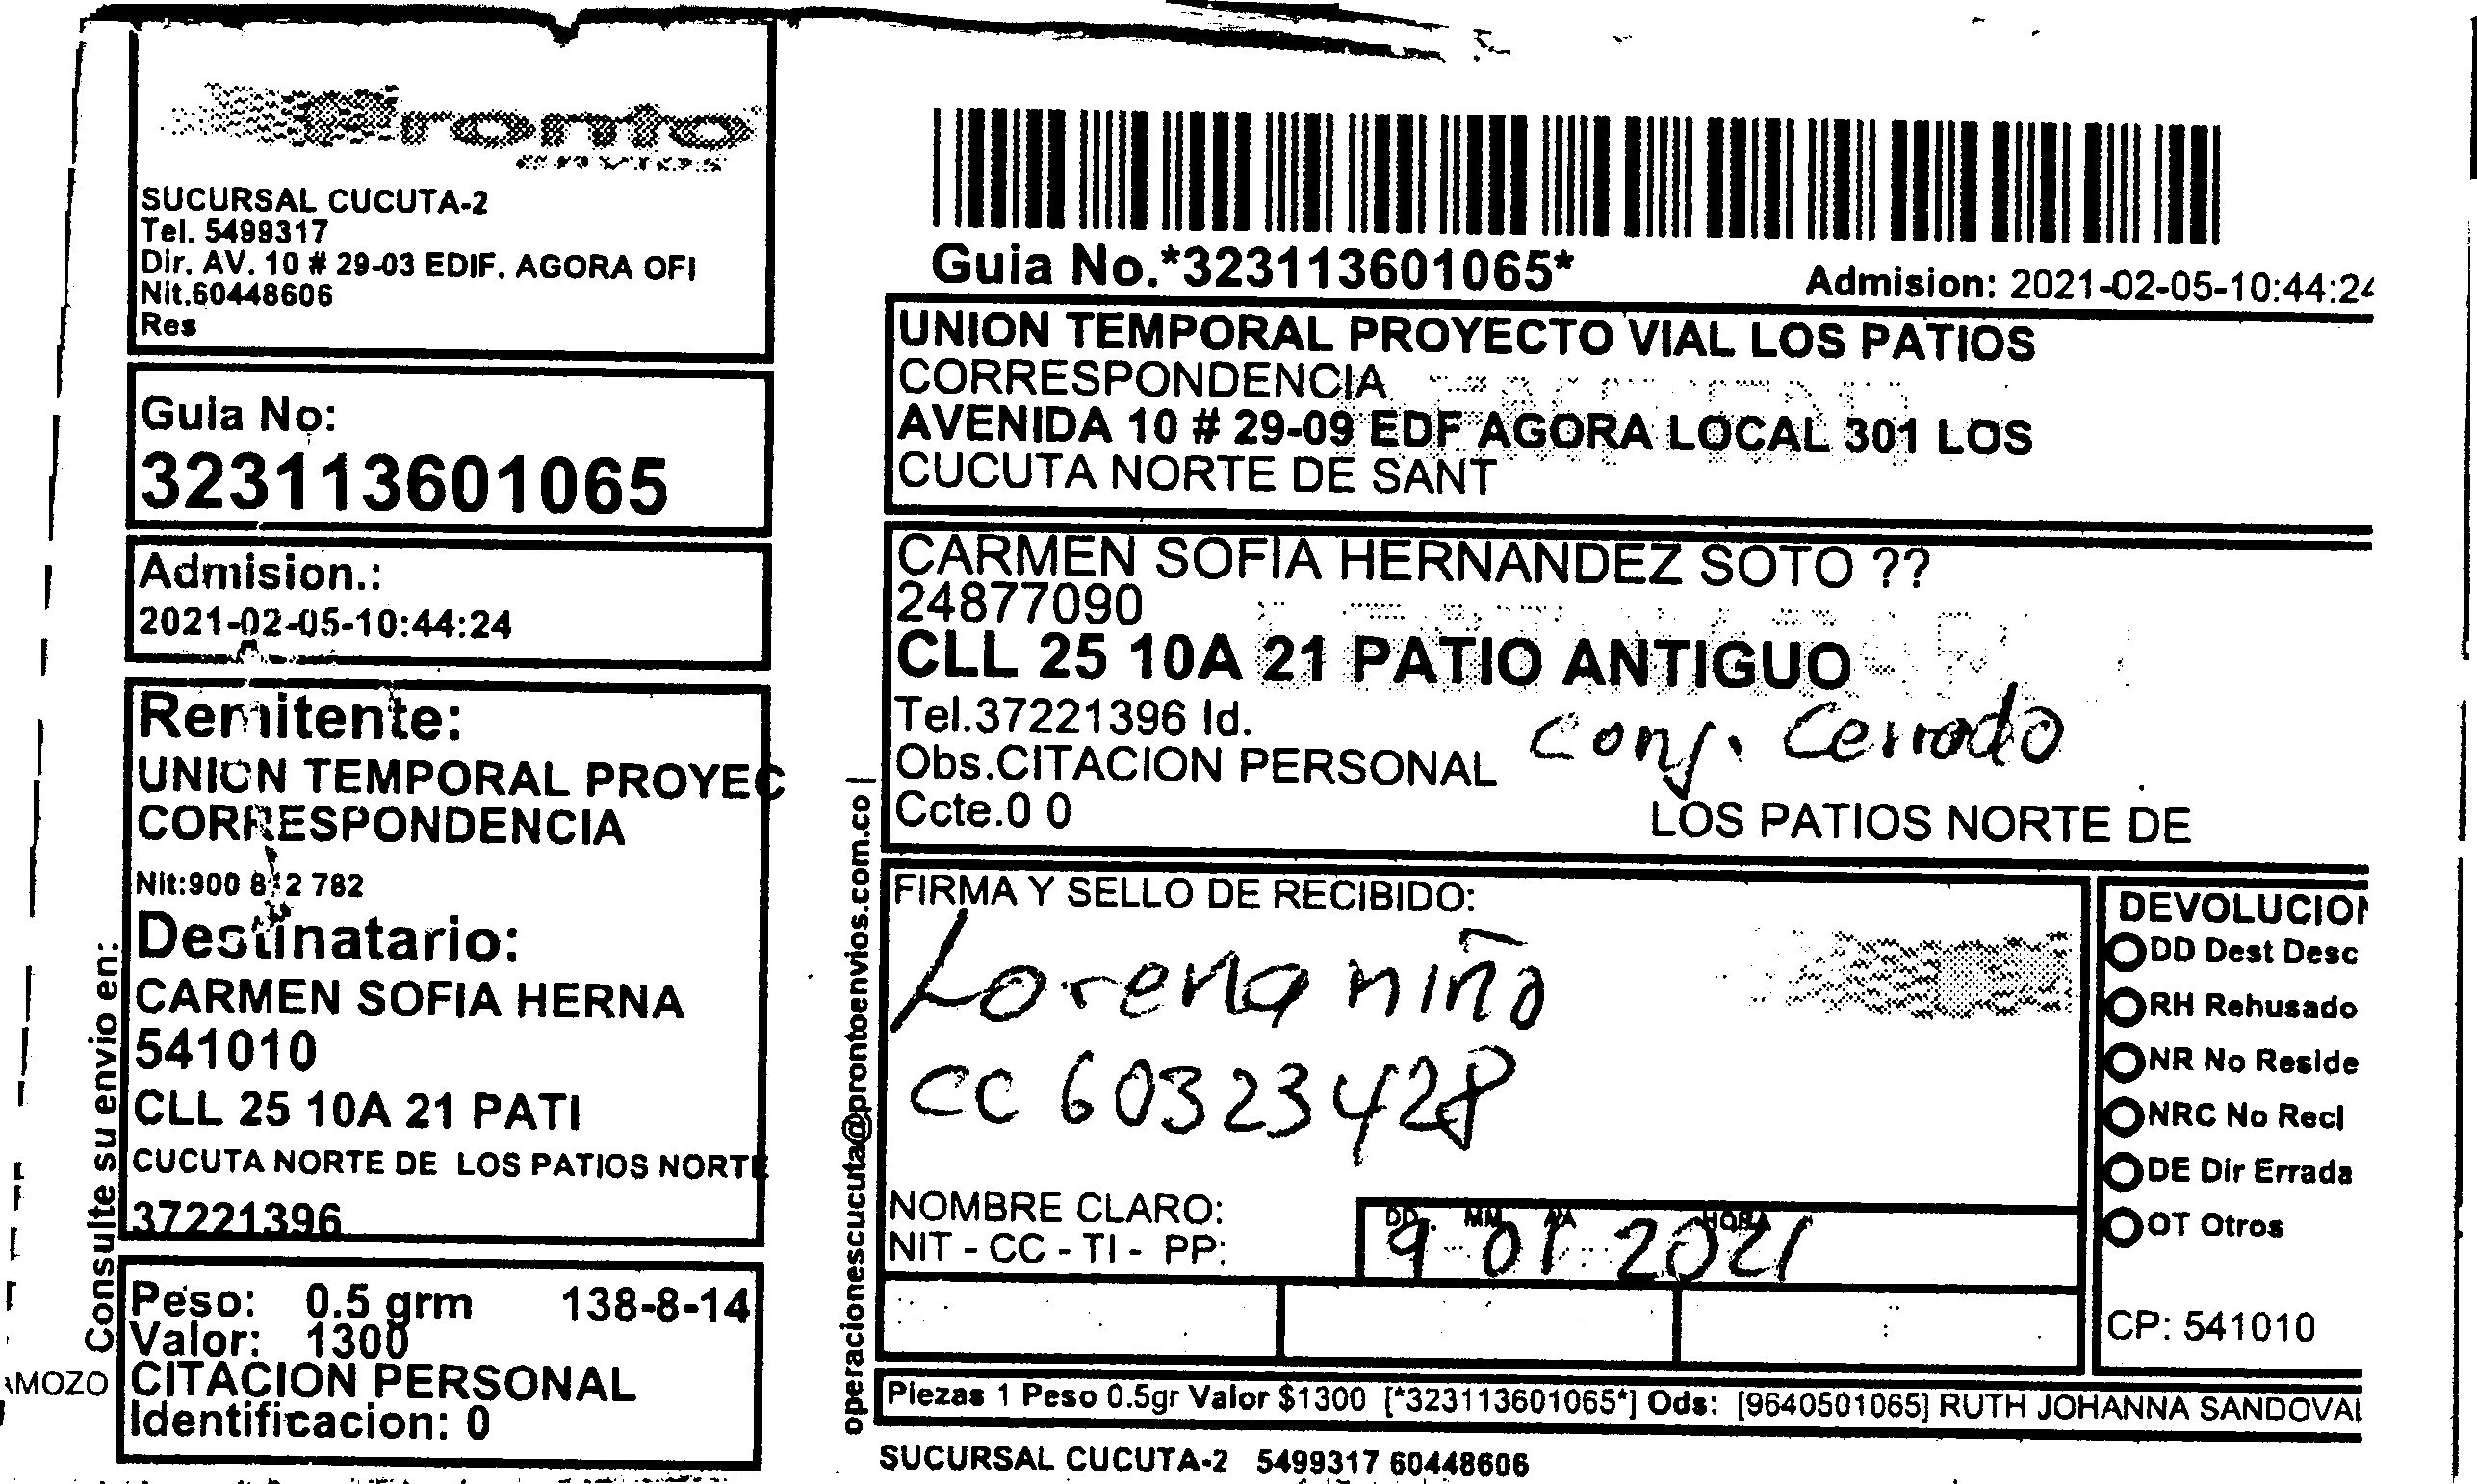 Pronto
envios
SUCURSAL CUCUTA-2
Tel. 5499317
Dir. AV. 10 # 29-03 EDIF. AGORA OFI
Nit.60448606
Res
Guia No:
323113601065
Admision.:
2021-02-05-10:44:24
Remitente:
UNION TEMPORAL PROYEC
CORRESPONDENCIA
Nit:900 8 2 782
Destinatario:
CARMEN SOFIA HERNA
541010
CLL 25 10A 21 PATI
CUCUTA NORTE DE LOS PATIOS NORTE
37221396
Peso: 0.5 grm 138-8-14
Valor: 1300
CITACION PERSONAL
Identificacion: 0
Consulte su envio en:
AMOZO
operacionescucuta@prontoenvios.com.co |
Guia No.*323113601065*
Admision: 2021-02-05-10:44:24
UNION TEMPORAL PROYECTO VIAL LOS PATIOS
CORRESPONDENCIA
AVENIDA 10 # 29-09 EDF AGORA LOCAL 301 LOS
CUCUTA NORTE DE SANT
CARMEN SOFIA HERNANDEZ SOTO ??
24877090
CLL 25 10A 21 PATIO ANTIGUO
Tel.37221396 Id.
Obs.CITACION PERSONAL
conj. Cerrado
Ccte.0 0
LOS PATIOS NORTE DE
FIRMA Y SELLO DE RECIBIDO:
Lorena niño
CC 60323428
NOMBRE CLARO:
NIT - CC - TI - PP:
DD MM AA HORA
9 01 2021
DEVOLUCION
DD Dest Desc
RH Rehusado
NR No Reside
NRC No Recl
DE Dir Errada
OT Otros
CP: 541010
Piezas 1 Peso 0.5gr Valor $1300 [*323113601065*] Ods: [9640501065] RUTH JOHANNA SANDOVAL
SUCURSAL CUCUTA-2 5499317 60448606